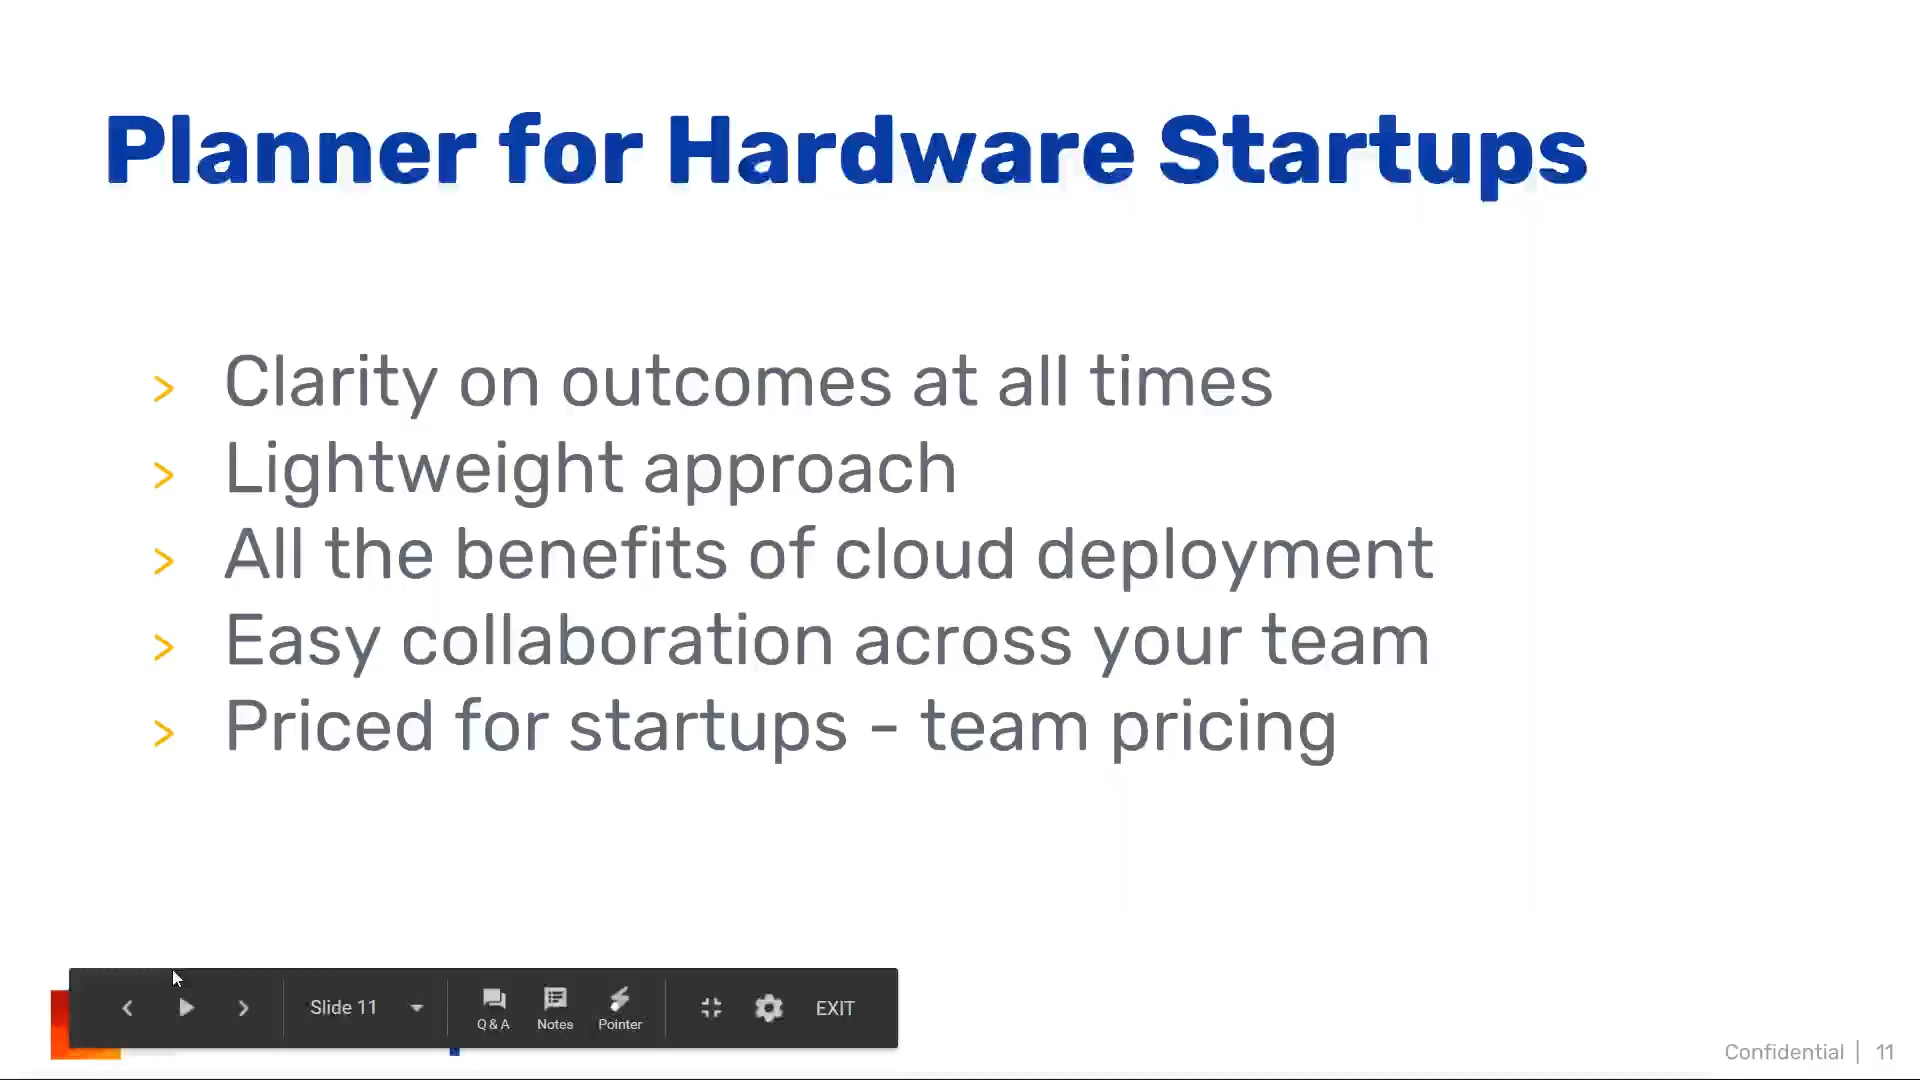 Planner for Hardware Startups
> Clarity on outcomes at all times
> Lightweight approach
> All the benefits of cloud deployment
> Easy collaboration across your team
> Priced for startups - team pricing
Slide 11
Q & A
Notes
Pointer
EXIT
Confidential | 11